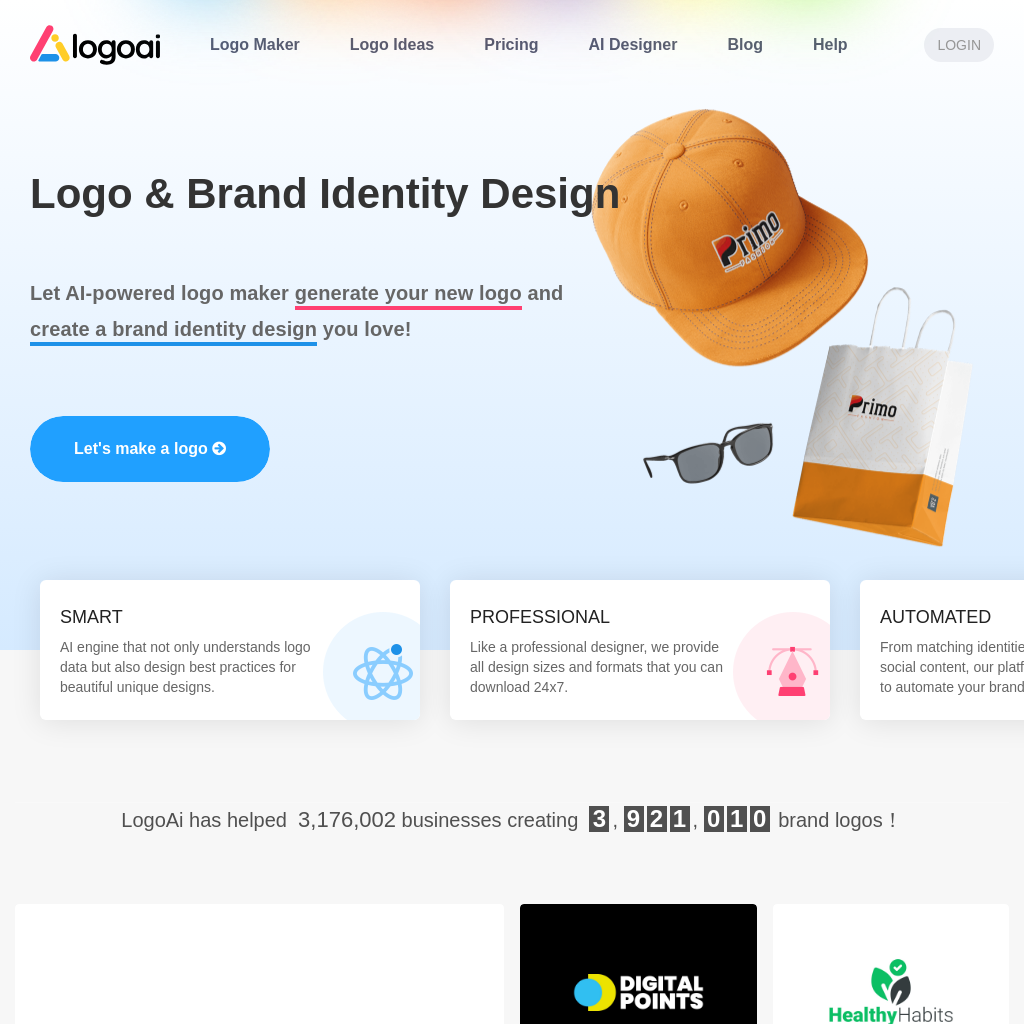 logoai
Logo Maker
Logo Ideas
Pricing
AI Designer
Blog
Help
LOGIN
Logo & Brand Identity Design
Let AI-powered logo maker generate your new logo and
create a brand identity design you love!
Let's make a logo
Primo
Primo
SMART
AI engine that not only understands logo
data but also design best practices for
beautiful unique designs.
PROFESSIONAL
Like a professional designer, we provide
all design sizes and formats that you can
download 24x7.
AUTOMATED
From matching identitie
social content, our platf
to automate your brand
LogoAi has helped 3,176,002 businesses creating 3,921,010 brand logos！
DIGITAL
POINTS
HealthyHabits